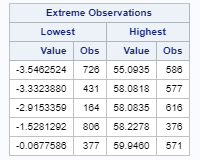 Extreme Observations
Lowest Highest
Value Obs Value Obs
-3.5462524 726 55.0935 586
-3.3323880 431 58.0818 577
-2.9153359 164 58.0835 616
-1.5281292 806 58.2278 376
-0.0677586 377 59.9460 571